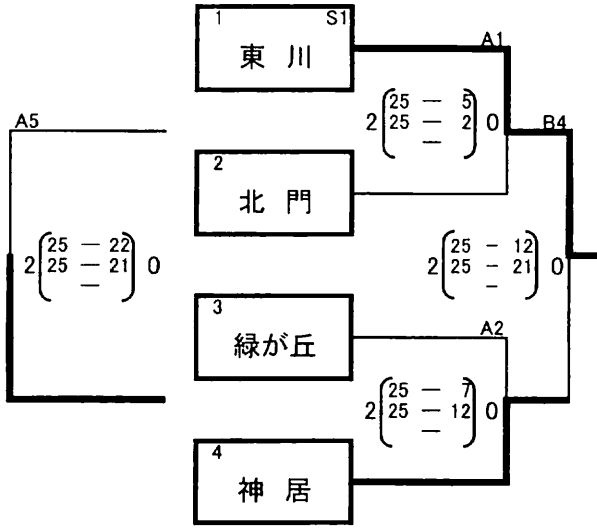 1 S1
東 川
A1
2 25 — 5 0
25 — 2
—
A5
B4
2
北 門
2 25 — 22 0
25 — 21
—
2 25 - 12 0
25 - 21
-
3
緑が丘
A2
2 25 — 7 0
25 — 12
—
4
神 居